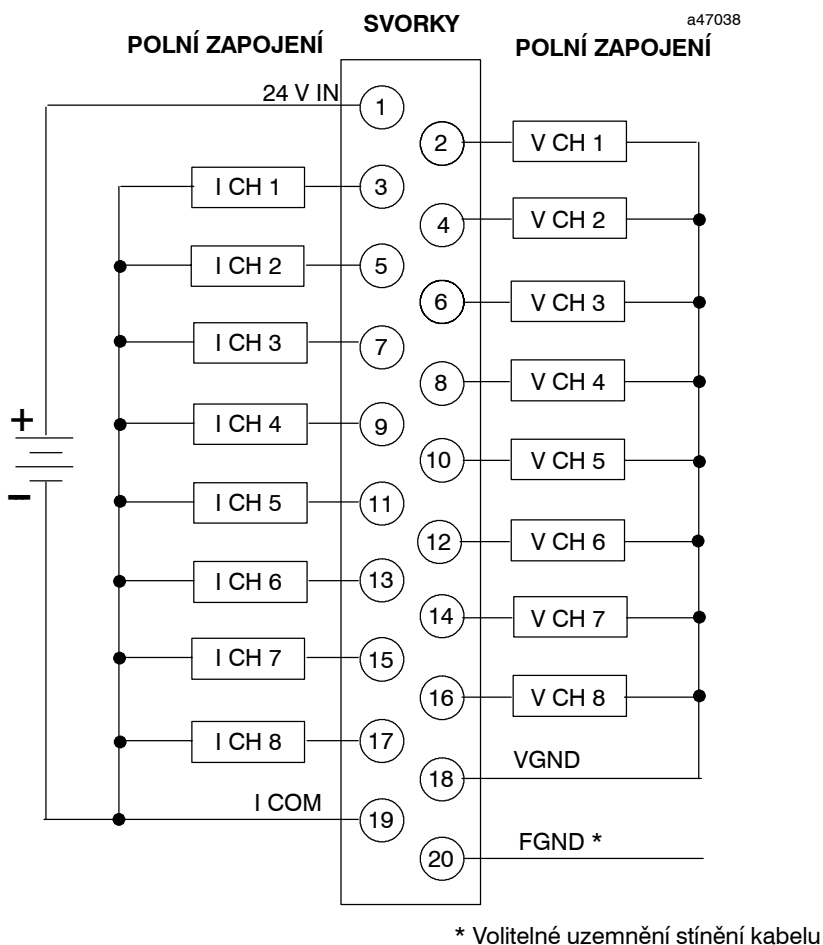 a47038
SVORKY
POLNÍ ZAPOJENÍ
POLNÍ ZAPOJENÍ
24 V IN
1
2
V CH 1
I CH 1
3
4
V CH 2
I CH 2
5
6
V CH 3
I CH 3
7
8
V CH 4
+
I CH 4
9
10
V CH 5
−
I CH 5
11
12
V CH 6
I CH 6
13
14
V CH 7
I CH 7
15
16
V CH 8
I CH 8
17
18
VGND
I COM
19
20
FGND *
* Volitelné uzemnění stínění kabelu